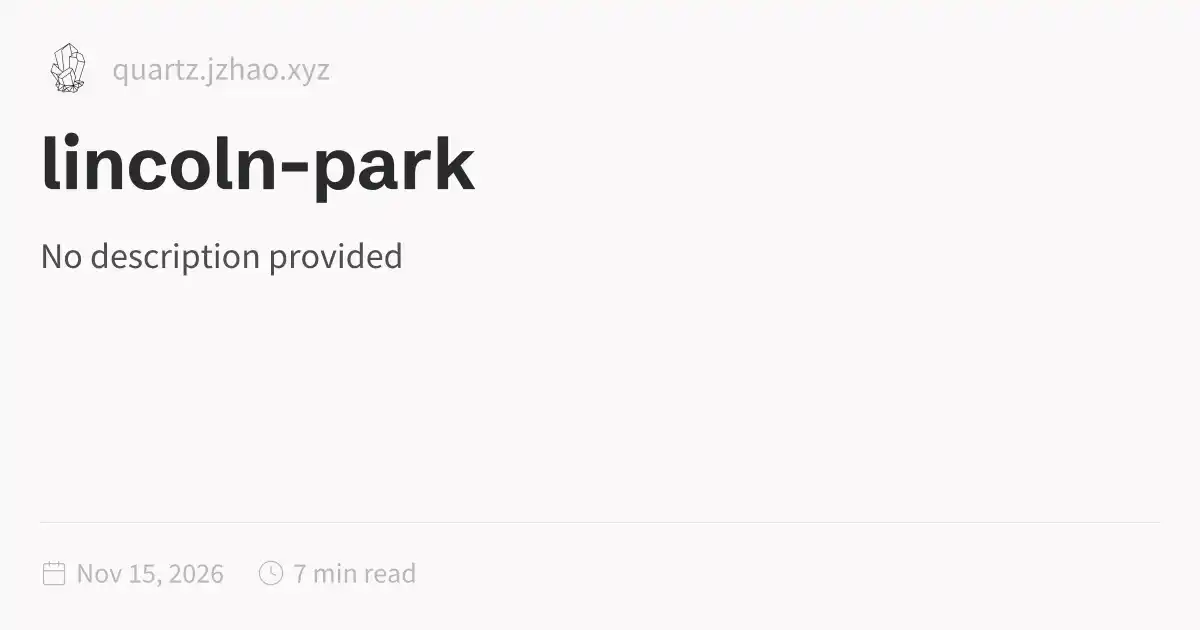 quartz.jzhao.xyz
lincoln-park
No description provided
Nov 15, 2026 7 min read